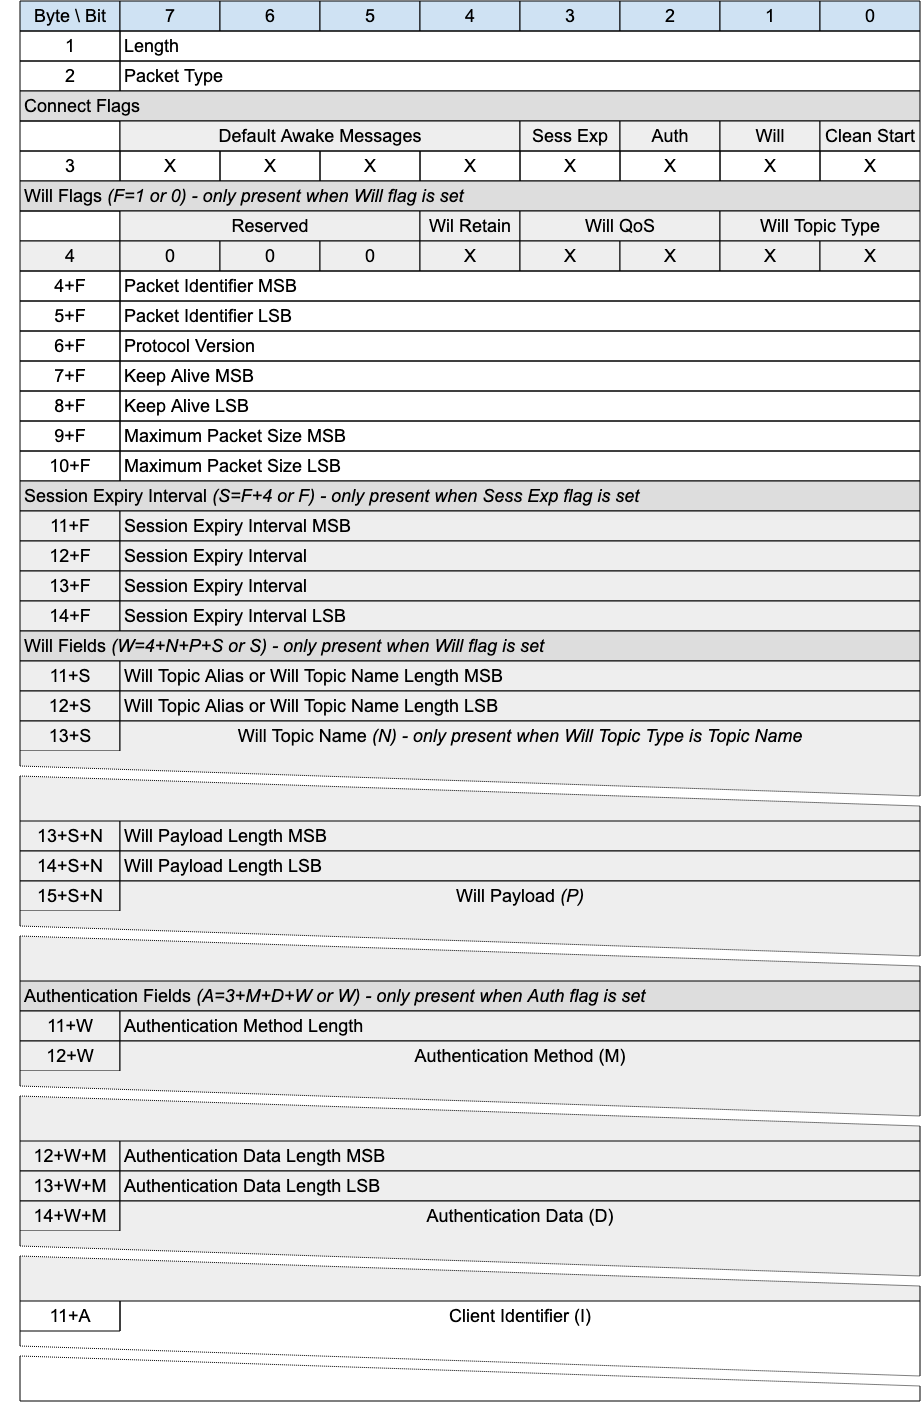 Byte \ Bit 7 6 5 4 3 2 1 0
1 Length
2 Packet Type
Connect Flags
Default Awake Messages Sess Exp Auth Will Clean Start
3 X X X X X X X X
Will Flags (F=1 or 0) - only present when Will flag is set
Reserved Wil Retain Will QoS Will Topic Type
4 0 0 0 X X X X X
4+F Packet Identifier MSB
5+F Packet Identifier LSB
6+F Protocol Version
7+F Keep Alive MSB
8+F Keep Alive LSB
9+F Maximum Packet Size MSB
10+F Maximum Packet Size LSB
Session Expiry Interval (S=F+4 or F) - only present when Sess Exp flag is set
11+F Session Expiry Interval MSB
12+F Session Expiry Interval
13+F Session Expiry Interval
14+F Session Expiry Interval LSB
Will Fields (W=4+N+P+S or S) - only present when Will flag is set
11+S Will Topic Alias or Will Topic Name Length MSB
12+S Will Topic Alias or Will Topic Name Length LSB
13+S Will Topic Name (N) - only present when Will Topic Type is Topic Name
13+S+N Will Payload Length MSB
14+S+N Will Payload Length LSB
15+S+N Will Payload (P)
Authentication Fields (A=3+M+D+W or W) - only present when Auth flag is set
11+W Authentication Method Length
12+W Authentication Method (M)
12+W+M Authentication Data Length MSB
13+W+M Authentication Data Length LSB
14+W+M Authentication Data (D)
11+A Client Identifier (I)